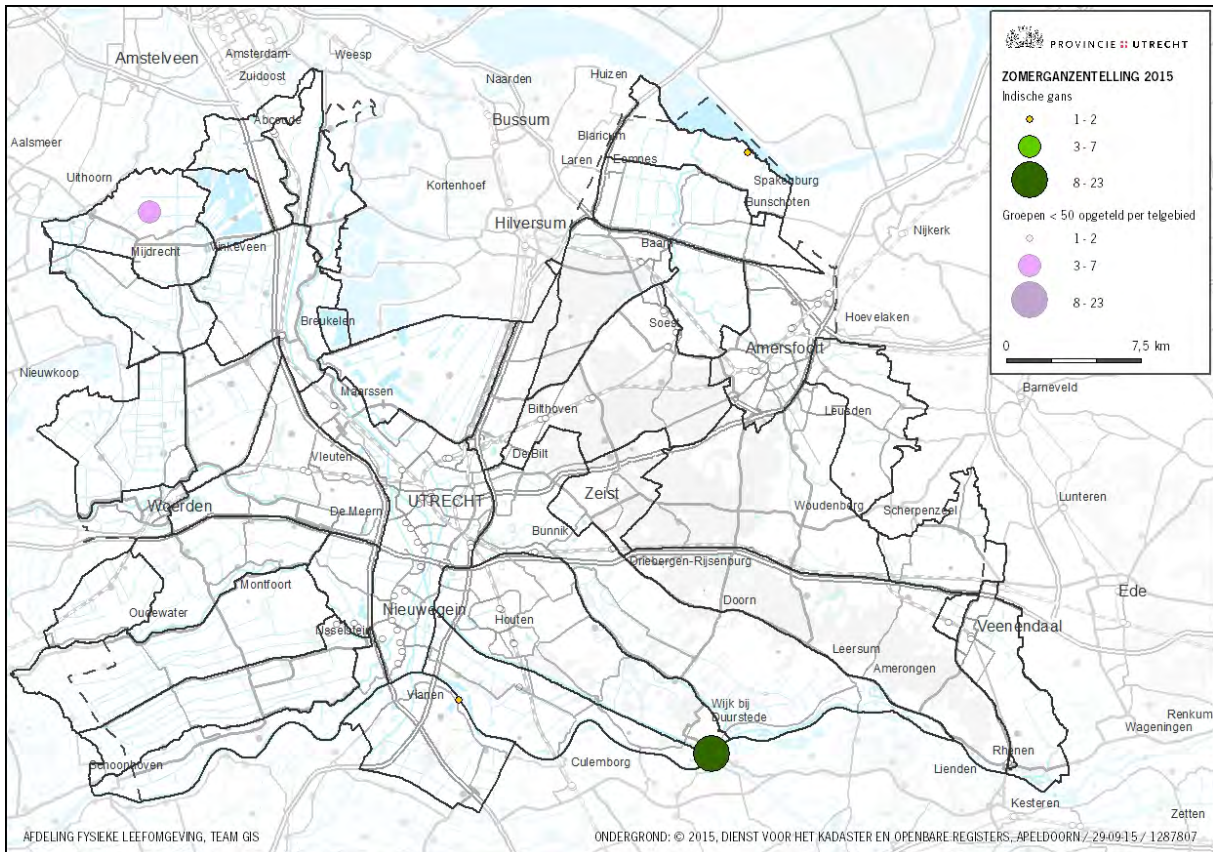 Amstelveen
Amsterdam-
Zuidoost
Weesp
Naarden
Huizen
Bussum
Abcoude
Blaricum
Aalmeer
Laren
Eemnes
Uithoorn
Kortenhoef
Spakenburg
Bunschoten
Hilversum
Nijkerk
Mijdrecht
Vinkeveen
Baarn
Breukelen
Soest
Hoevelaken
Amersfoort
Nieuwkoop
Maarssen
Barneveld
Bilthoven
Leusden
De Bilt
Vleuten
Zeist
UTRECHT
Woerden
De Meern
Woudenberg
Scherpenzeel
Lunteren
Bunnik
Driebergen-Rijsenburg
Montfoort
Ede
Doorn
Oudewater
Nieuwegein
Houten
IJsselstein
Veenendaal
Leersum
Amerongen
Vianen
Wijk bij
Duurstede
Renkum
Wageningen
Rhenen
Schoonhoven
Culemborg
Lienden
Kesteren
Zetten
PROVINCIE UTRECHT
ZOMERGANZENTELLING 2015
Indische gans
1 - 2
3 - 7
8 - 23
Groepen < 50 opgeteld per telgebied
1 - 2
3 - 7
8 - 23
0 7,5 km
AFDELING FYSIEKE LEEFOMGEVING, TEAM GIS
ONDERGROND: © 2015, DIENST VOOR HET KADASTER EN OPENBARE REGISTERS, APELDOORN / 29-09-15 / 1287807